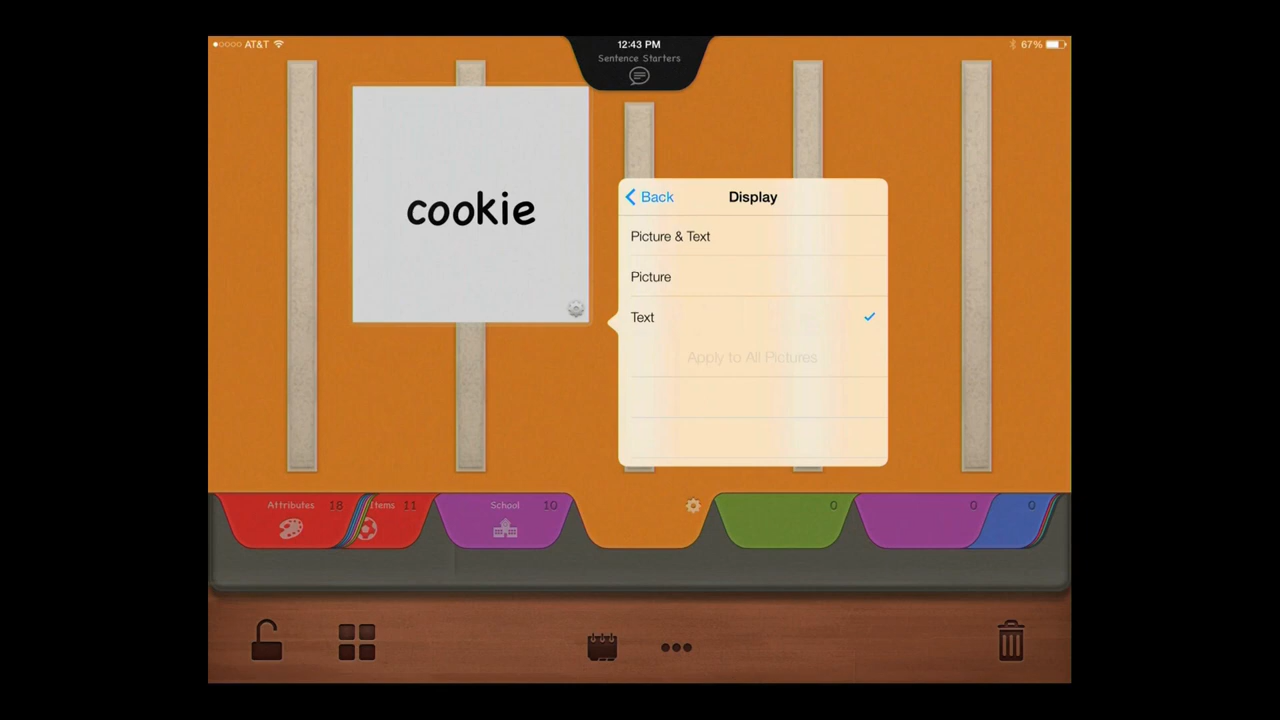 AT&T
12:43 PM
67%
Sentence Starters
cookie
Back
Display
Picture & Text
Picture
Text
Apply to All Pictures
Attributes 18
Items 11
School 10
0
0
0